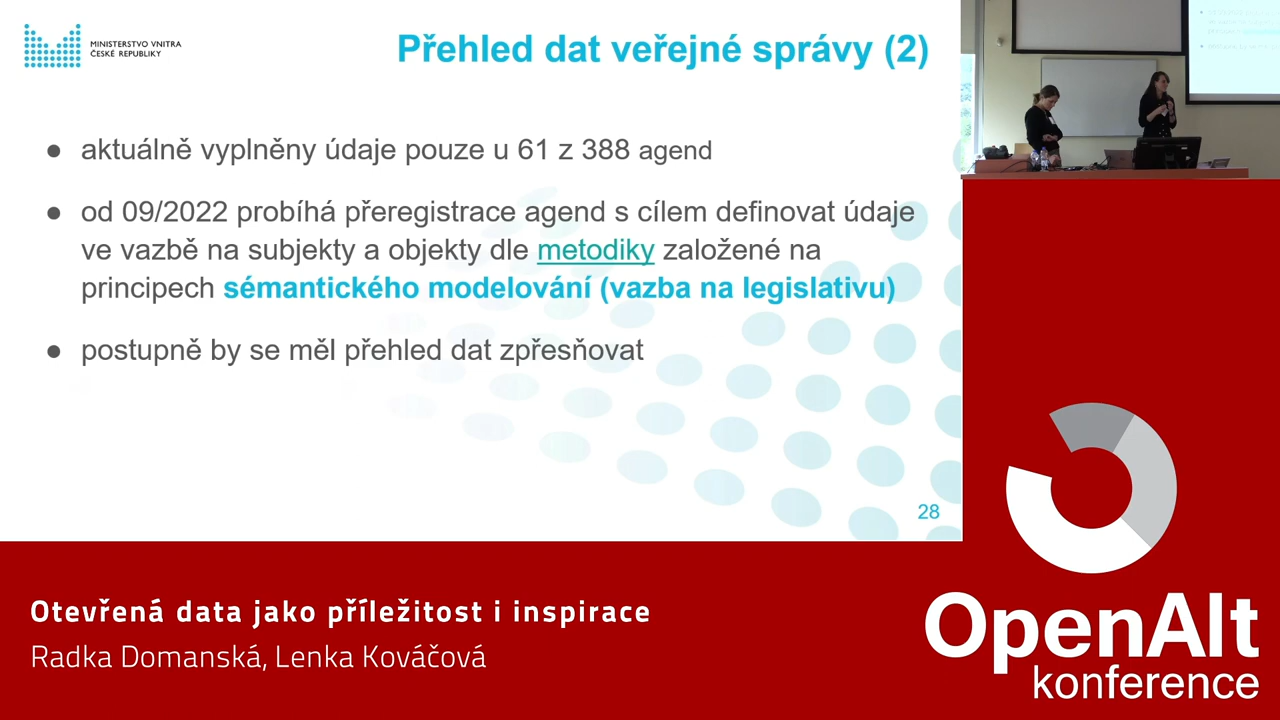 MINISTERSTVO VNITRA
ČESKÉ REPUBLIKY
Přehled dat veřejné správy (2)
● aktuálně vyplněny údaje pouze u 61 z 388 agend
● od 09/2022 probíhá přeregistrace agend s cílem definovat údaje
ve vazbě na subjekty a objekty dle metodiky založené na
principech sémantického modelování (vazba na legislativu)
● postupně by se měl přehled dat zpřesňovat
28
Otevřená data jako příležitost i inspirace
Radka Domanská, Lenka Kováčová
OpenAlt
konference